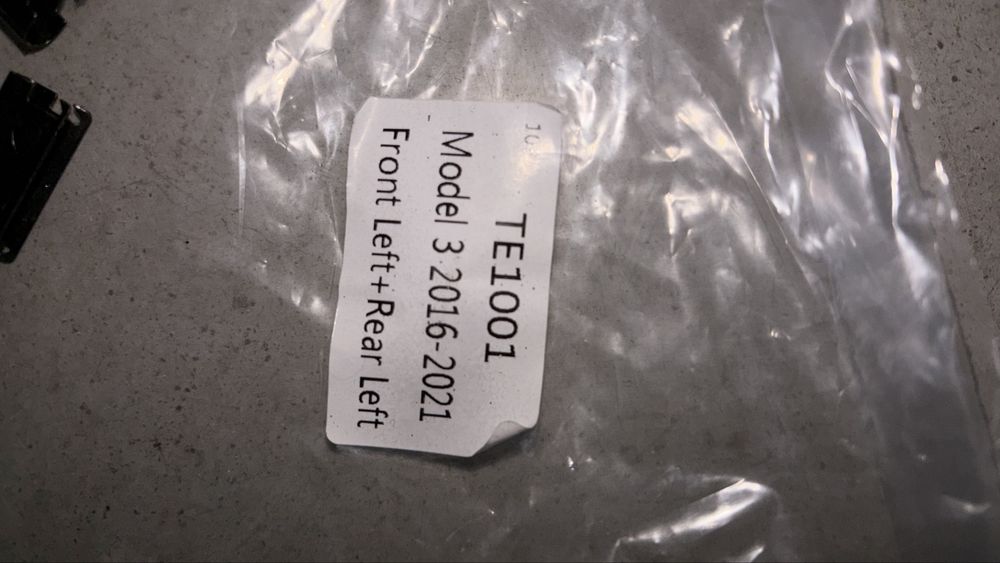 TE1001
Model 3 2016-2021
Front Left+Rear Left